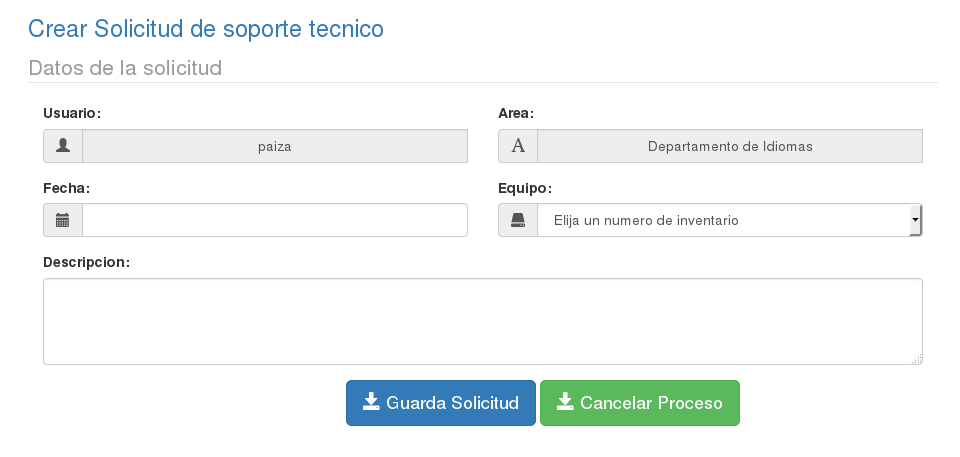 Crear Solicitud de soporte tecnico
Datos de la solicitud
Usuario:
Area:
paiza
A Departamento de Idiomas
Fecha:
Equipo:
Elija un numero de inventario
Descripcion:
Guarda Solicitud
Cancelar Proceso